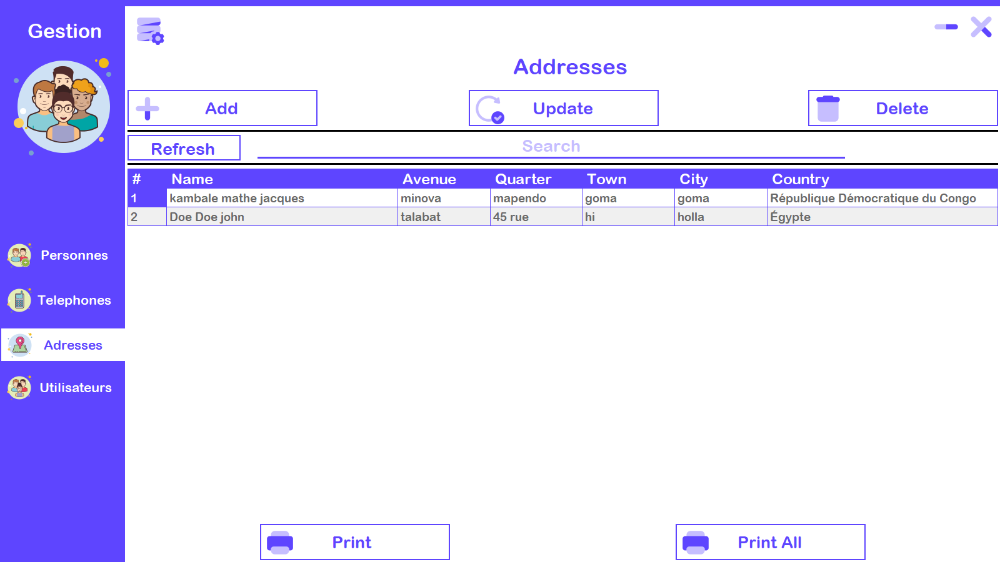 Gestion
Addresses
Add
Update
Delete
Refresh
Search
# Name Avenue Quarter Town City Country
1 kambale mathe jacques minova mapendo goma goma République Démocratique du Congo
2 Doe Doe john talabat 45 rue hi holla Égypte
Personnes
Telephones
Adresses
Utilisateurs
Print
Print All